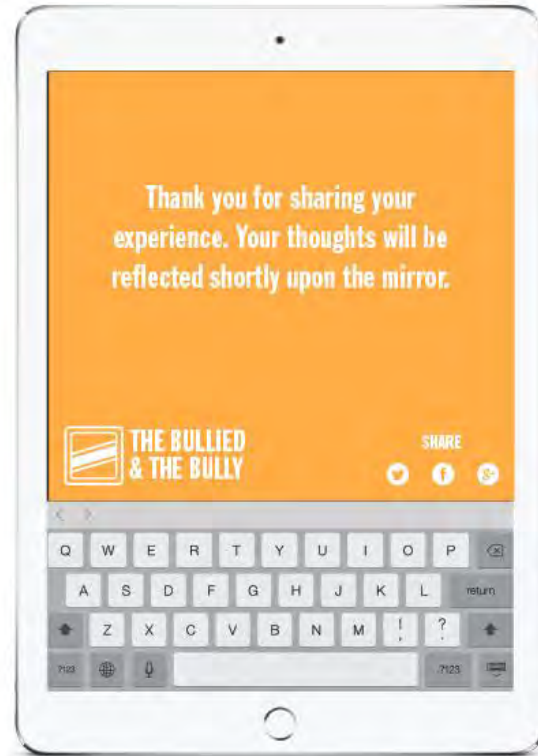 Thank you for sharing your
experience. Your thoughts will be
reflected shortly upon the mirror.
THE BULLIED
& THE BULLY
SHARE
g+
Q W E R T Y U I O P
A S D F G H J K L return
Z X C V B N M ! , ? .
.?123 .?123